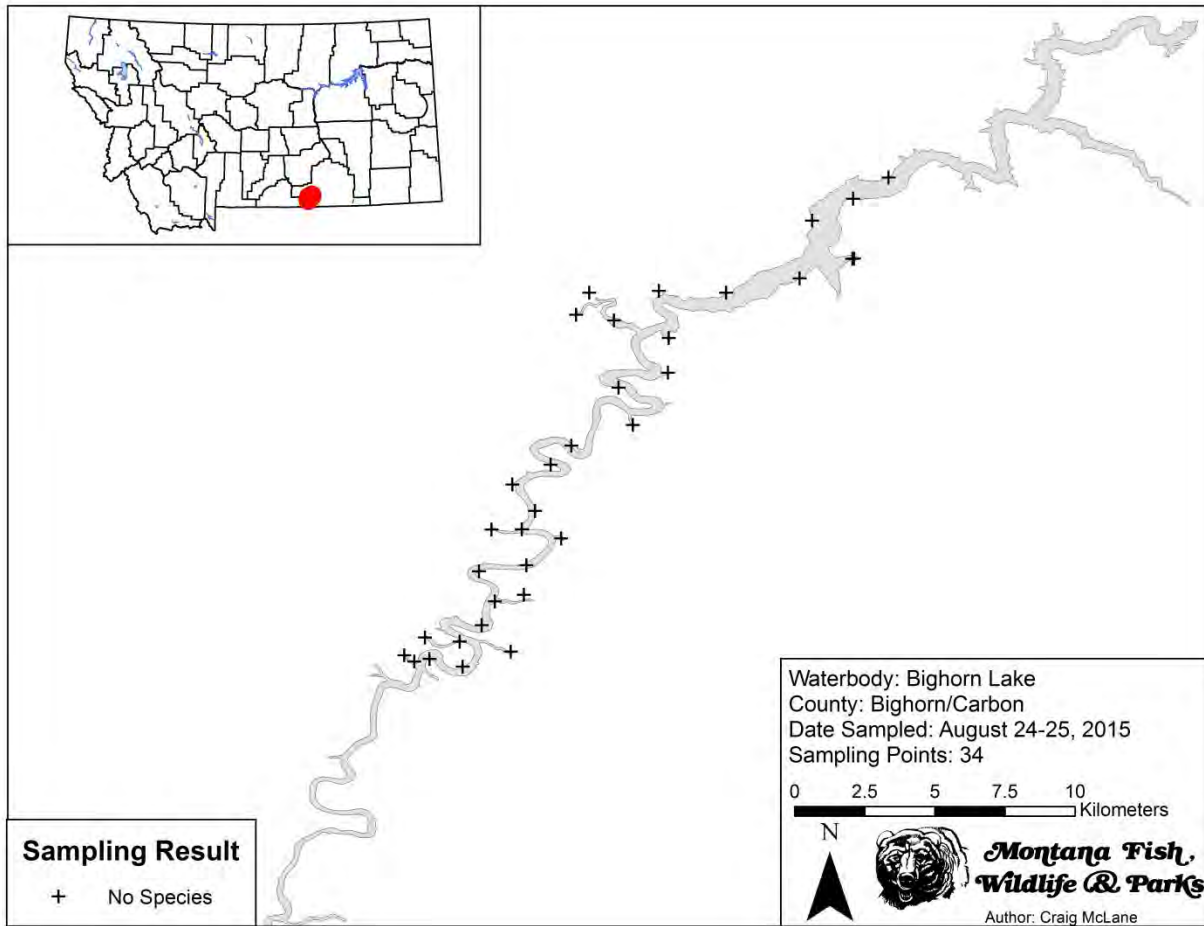 Waterbody: Bighorn Lake
County: Bighorn/Carbon
Date Sampled: August 24-25, 2015
Sampling Points: 34
0 2.5 5 7.5 10
Kilometers
N
Montana Fish,
Wildlife & Parks
Author: Craig McLane
Sampling Result
+ No Species